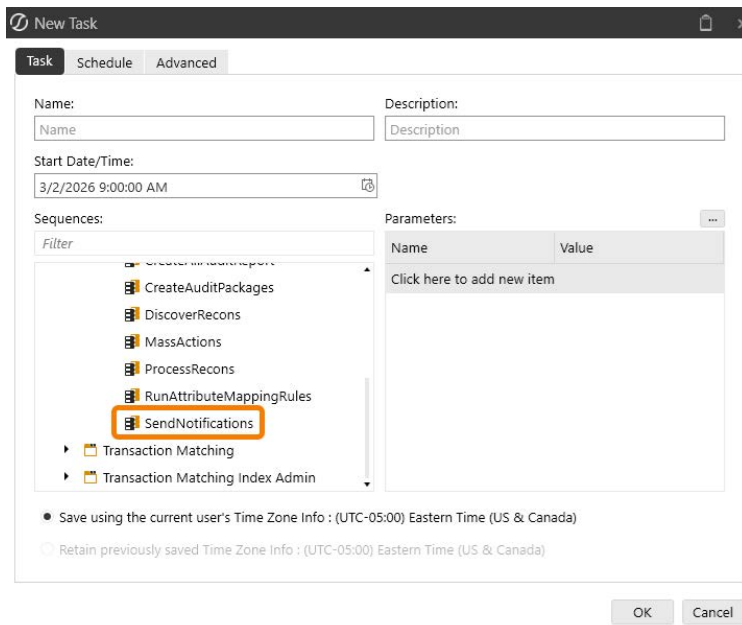 New Task
Task Schedule Advanced
Name: Description:
Name Description
Start Date/Time:
3/2/2026 9:00:00 AM
Sequences: Parameters: ...
Filter Name Value
CreateAllAuditReport Click here to add new item
CreateAuditPackages
DiscoverRecons
MassActions
ProcessRecons
RunAttributeMappingRules
SendNotifications
Transaction Matching
Transaction Matching Index Admin
Save using the current user's Time Zone Info : (UTC-05:00) Eastern Time (US & Canada)
Retain previously saved Time Zone Info : (UTC-05:00) Eastern Time (US & Canada)
OK Cancel